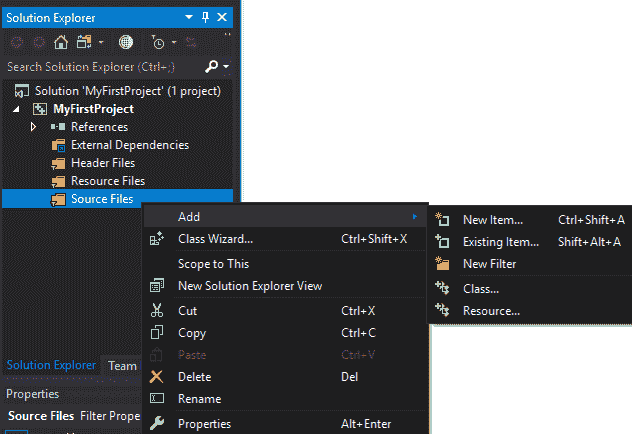 Solution Explorer
Search Solution Explorer (Ctrl+;)
Solution 'MyFirstProject' (1 project)
MyFirstProject
References
External Dependencies
Header Files
Resource Files
Source Files
Add
Class Wizard... Ctrl+Shift+X
Scope to This
New Solution Explorer View
Cut Ctrl+X
Copy Ctrl+C
Paste Ctrl+V
Delete Del
Rename
Properties Alt+Enter
New Item... Ctrl+Shift+A
Existing Item... Shift+Alt+A
New Filter
Class...
Resource...
Solution Explorer Team
Properties
Source Files Filter Prope